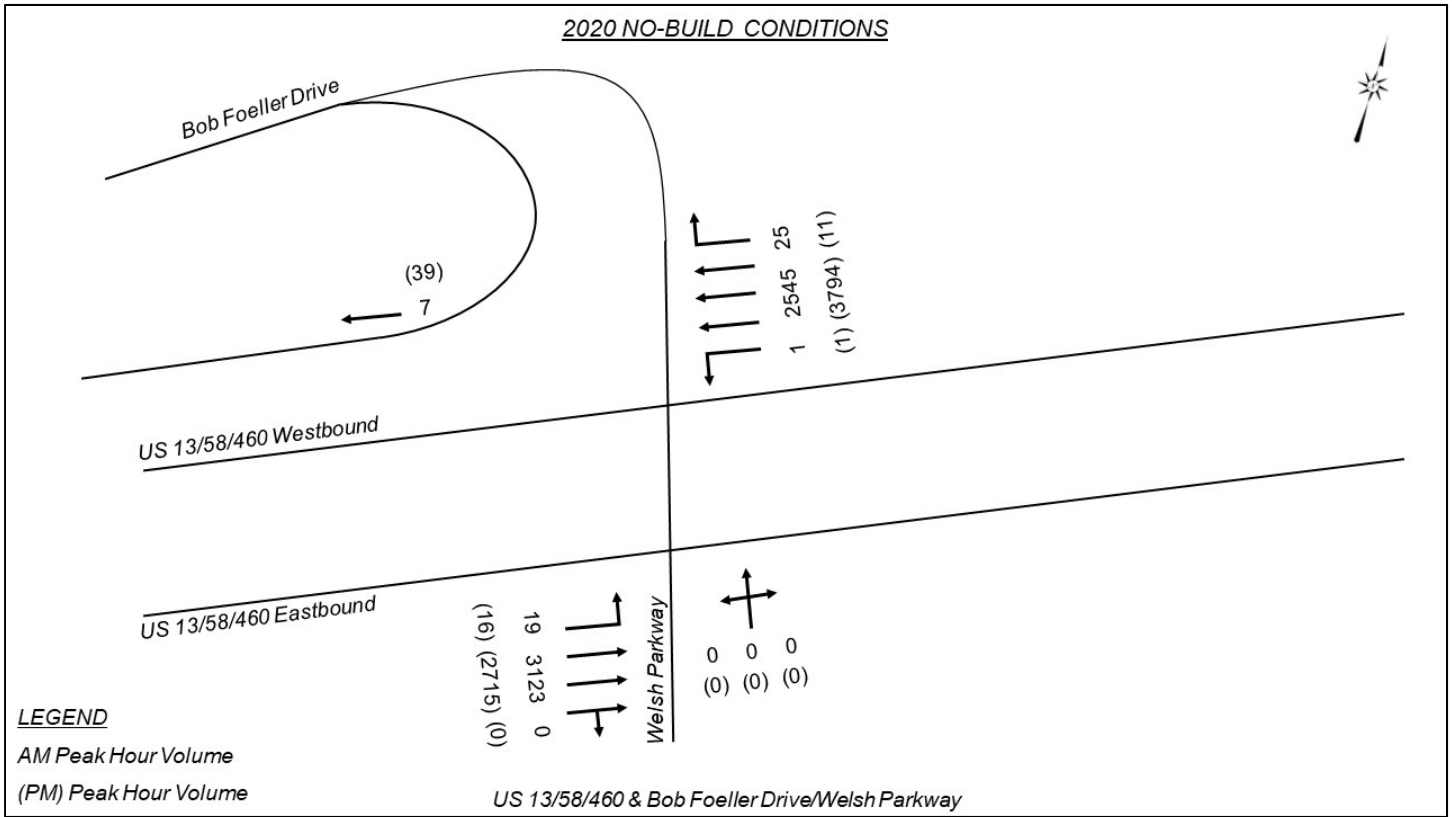 2020 NO-BUILD CONDITIONS
Bob Foeller Drive
(39)
7
25
2545
1
(11)
(3794)
(1)
US 13/58/460 Westbound
US 13/58/460 Eastbound
19 3123 0
(16) (2715) (0)
Welsh Parkway
0 0 0
(0) (0) (0)
LEGEND
AM Peak Hour Volume
(PM) Peak Hour Volume
US 13/58/460 & Bob Foeller Drive/Welsh Parkway